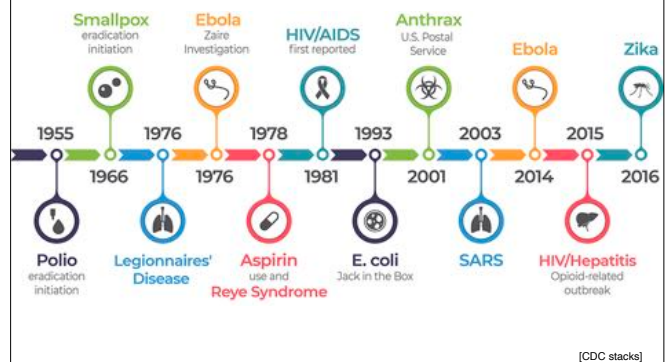 Smallpox
eradication
initiation
Ebola
Zaire
Investigation
HIV/AIDS
first reported
Anthrax
U.S. Postal
Service
Ebola
Zika
1955
1966
1976
1976
1978
1981
1993
2001
2003
2014
2015
2016
Polio
eradication
initiation
Legionnaires'
Disease
Aspirin
use and
Reye Syndrome
E. coli
Jack in the Box
SARS
HIV/Hepatitis
Opioid-related
outbreak
[CDC stacks]